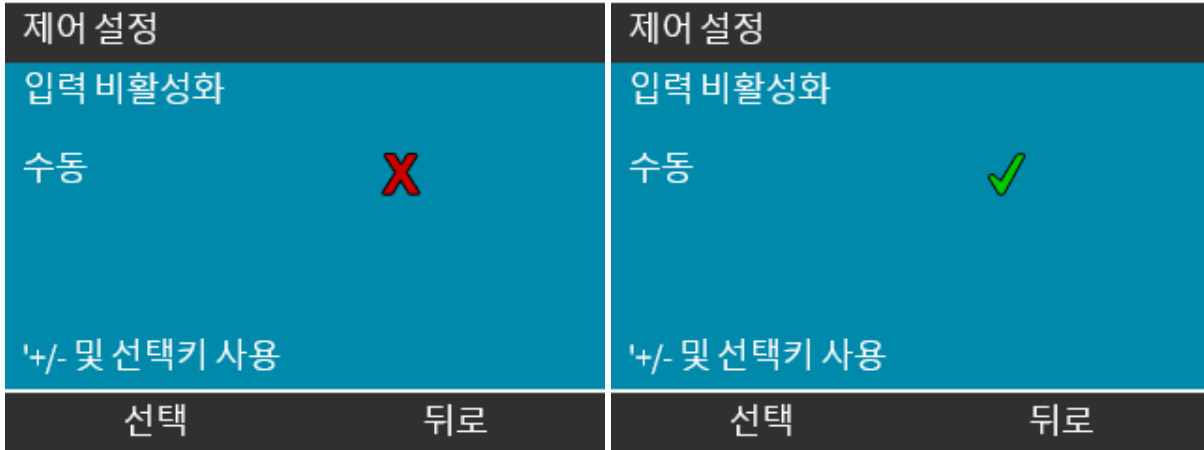 제어 설정
입력 비활성화
수동 X
'+/- 및 선택키 사용
선택 뒤로
제어 설정
입력 비활성화
수동 ✓
'+/- 및 선택키 사용
선택 뒤로